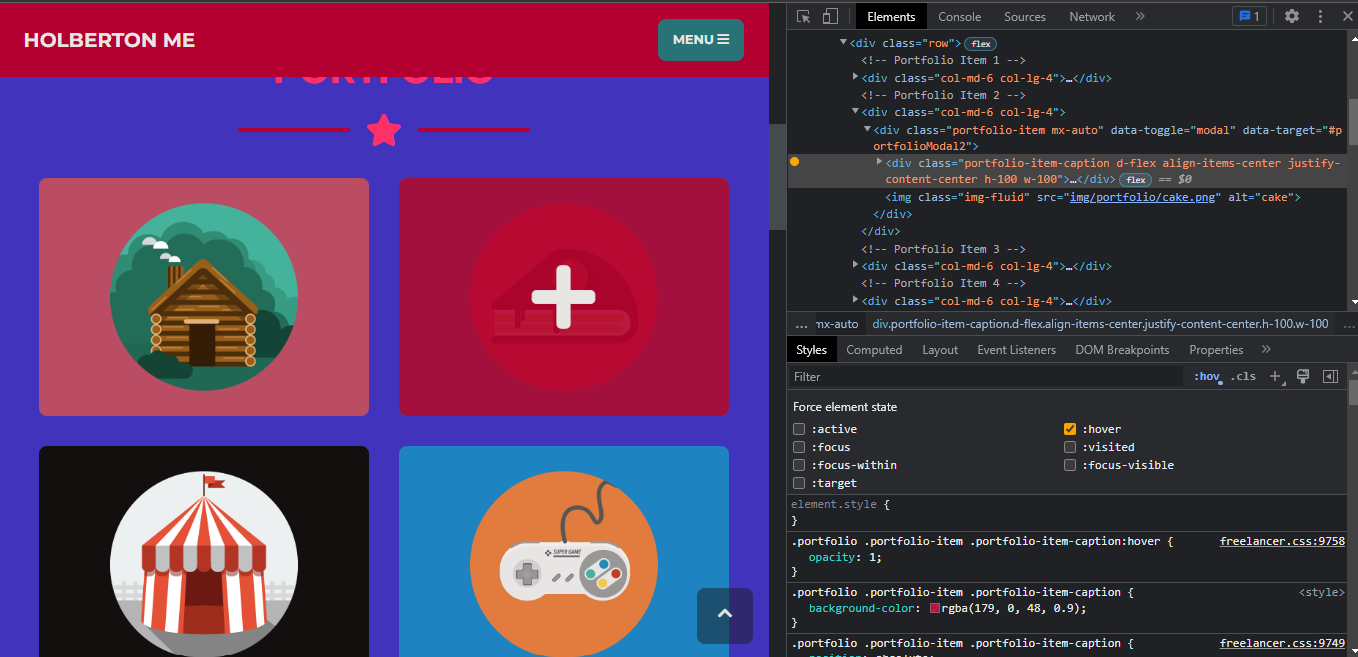 HOLBERTON ME
MENU
PORTFOLIO
SUPER GAME
Elements Console Sources Network » 1
<div class="row"> flex
<!-- Portfolio Item 1 -->
<div class="col-md-6 col-lg-4">…</div>
<!-- Portfolio Item 2 -->
<div class="col-md-6 col-lg-4">
<div class="portfolio-item mx-auto" data-toggle="modal" data-target="#p
ortfolioModal2">
<div class="portfolio-item-caption d-flex align-items-center justify-
content-center h-100 w-100">…</div> flex == $0
<img class="img-fluid" src="img/portfolio/cake.png" alt="cake">
</div>
</div>
<!-- Portfolio Item 3 -->
<div class="col-md-6 col-lg-4">…</div>
<!-- Portfolio Item 4 -->
<div class="col-md-6 col-lg-4">…</div>
… mx-auto div.portfolio-item-caption.d-flex.align-items-center.justify-content-center.h-100.w-100 …
Styles Computed Layout Event Listeners DOM Breakpoints Properties »
Filter :hov .cls +
Force element state
:active :hover
:focus :visited
:focus-within :focus-visible
:target
element.style {
}
.portfolio .portfolio-item .portfolio-item-caption:hover { freelancer.css:9758
opacity: 1;
}
.portfolio .portfolio-item .portfolio-item-caption { <style>
background-color: rgba(179, 0, 48, 0.9);
}
.portfolio .portfolio-item .portfolio-item-caption { freelancer.css:9749